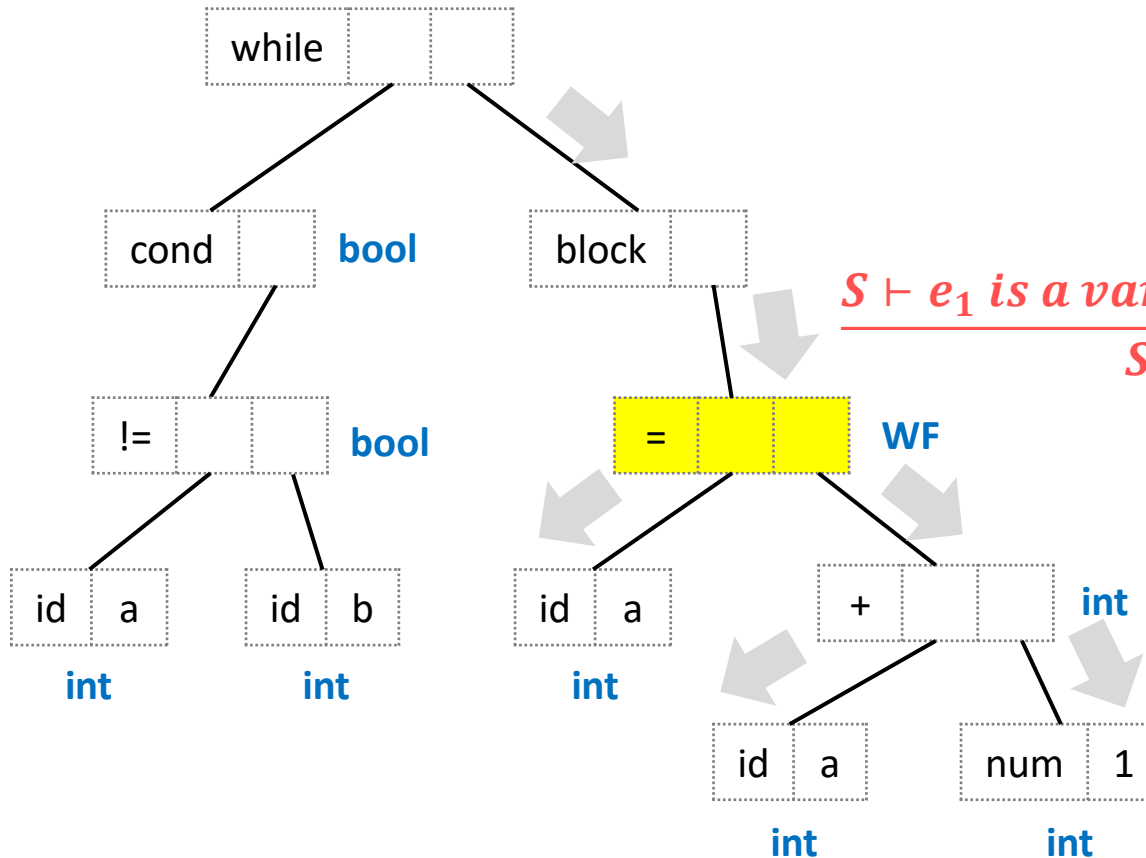 while
cond bool block
S ⊢ e₁ is a
S
!= bool = WF
id a id b id a + int
int int int
id a num 1
int int